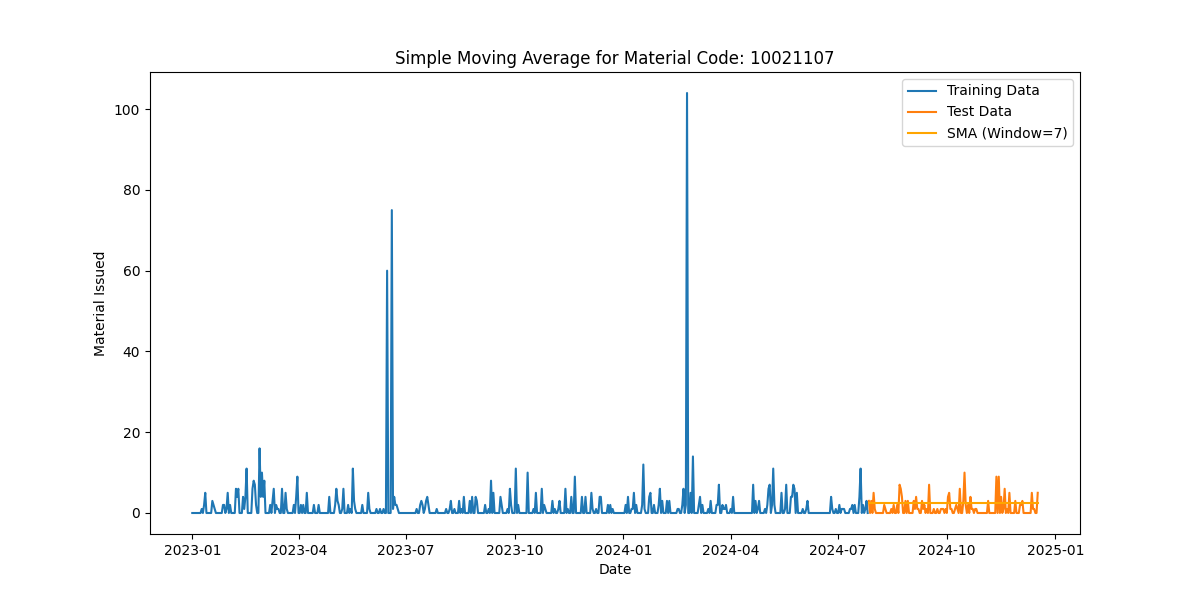 Simple Moving Average for Material Code: 10021107
Training Data
Test Data
SMA (Window=7)
Material Issued
100
80
60
40
20
0
2023-01
2023-04
2023-07
2023-10
2024-01
2024-04
2024-07
2024-10
2025-01
Date